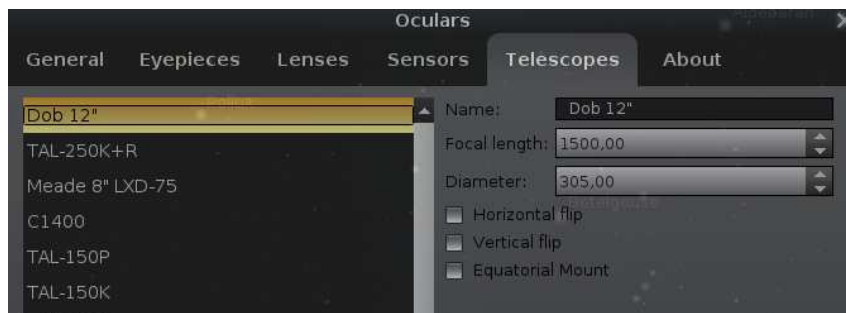 Oculars
General Eyepieces Lenses Sensors Telescopes About
Dob 12"
TAL-250K+R
Meade 8" LXD-75
C1400
TAL-150P
TAL-150K
Name: Dob 12"
Focal length: 1500,00
Diameter: 305,00
Horizontal flip
Vertical flip
Equatorial Mount